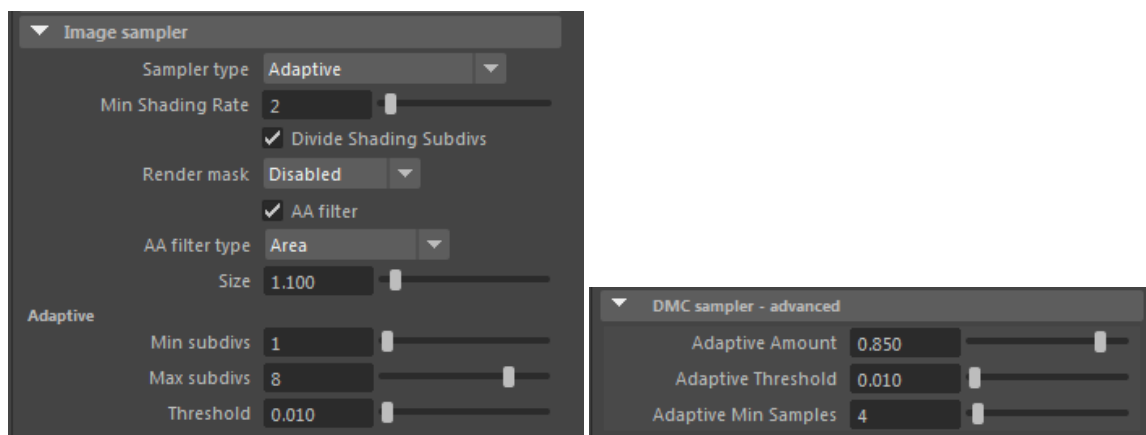 Image sampler
Sampler type Adaptive
Min Shading Rate 2
Divide Shading Subdivs
Render mask Disabled
AA filter
AA filter type Area
Size 1.100
Adaptive
Min subdivs 1
Max subdivs 8
Threshold 0.010
DMC sampler - advanced
Adaptive Amount 0.850
Adaptive Threshold 0.010
Adaptive Min Samples 4